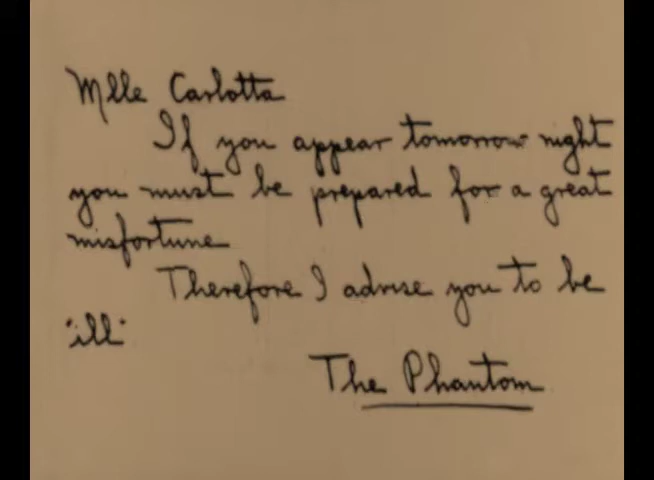 Mlle Carlotta
If you appear tomorrow night
you must be prepared for a great
misfortune
Therefore I advise you to be
"ill"
The Phantom